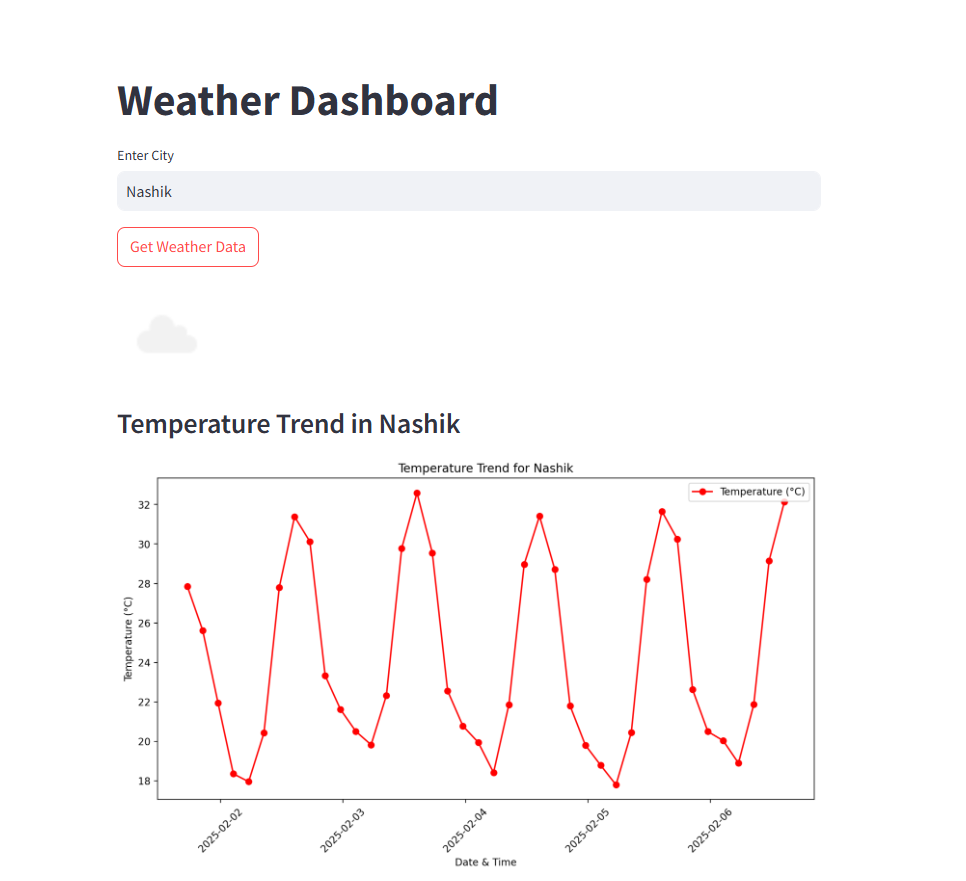 Weather Dashboard
Enter City
Nashik
Get Weather Data
Temperature Trend in Nashik
Temperature Trend for Nashik
Temperature (°C)
32
30
28
26
24
22
20
18
Temperature (°C)
2025-02-02
2025-02-03
2025-02-04
2025-02-05
2025-02-06
Date & Time